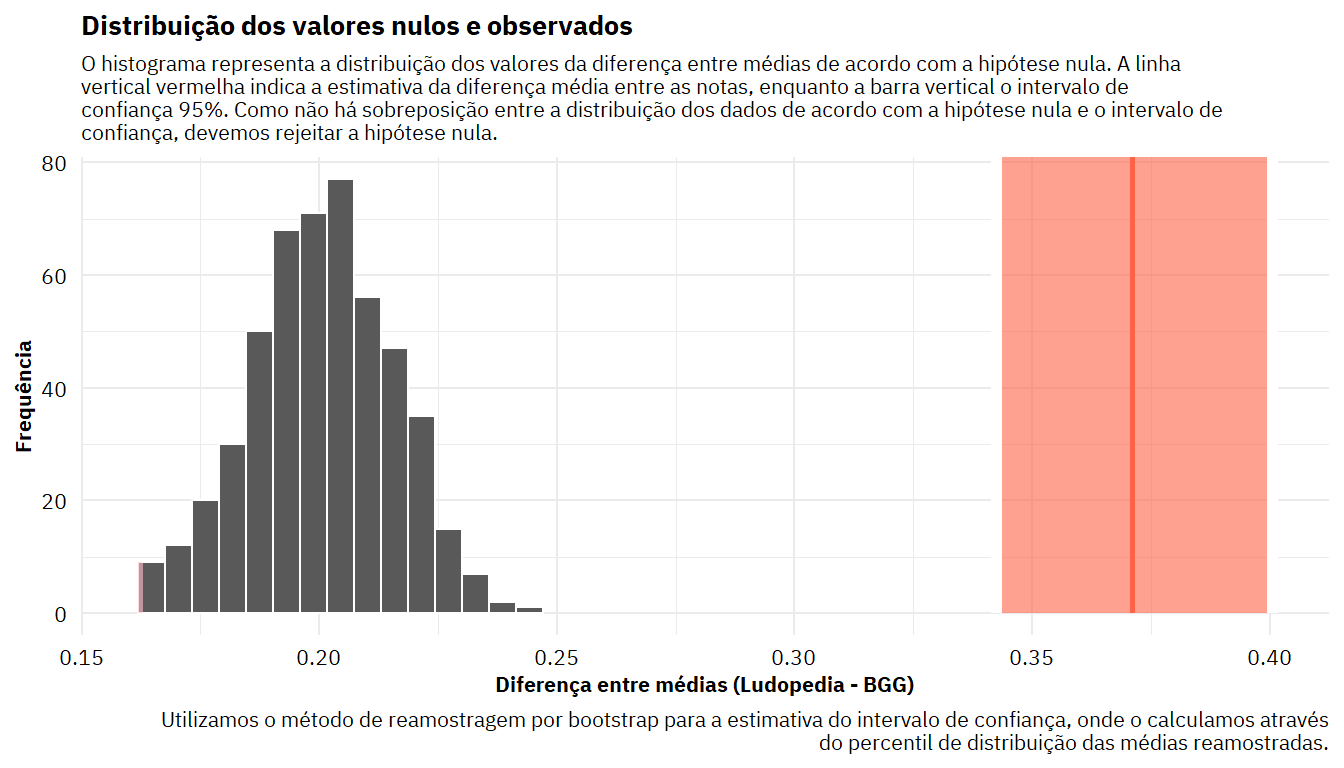 Distribuição dos valores nulos e observados
O histograma representa a distribuição dos valores da diferença entre médias de acordo com a hipótese nula. A linha
vertical vermelha indica a estimativa da diferença média entre as notas, enquanto a barra vertical o intervalo de
confiança 95%. Como não há sobreposição entre a distribuição dos dados de acordo com a hipótese nula e o intervalo de
confiança, devemos rejeitar a hipótese nula.
80
60
40
20
0
Frequência
0.15 0.20 0.25 0.30 0.35 0.40
Diferença entre médias (Ludopedia - BGG)
Utilizamos o método de reamostragem por bootstrap para a estimativa do intervalo de confiança, onde o calculamos através
do percentil de distribuição das médias reamostradas.